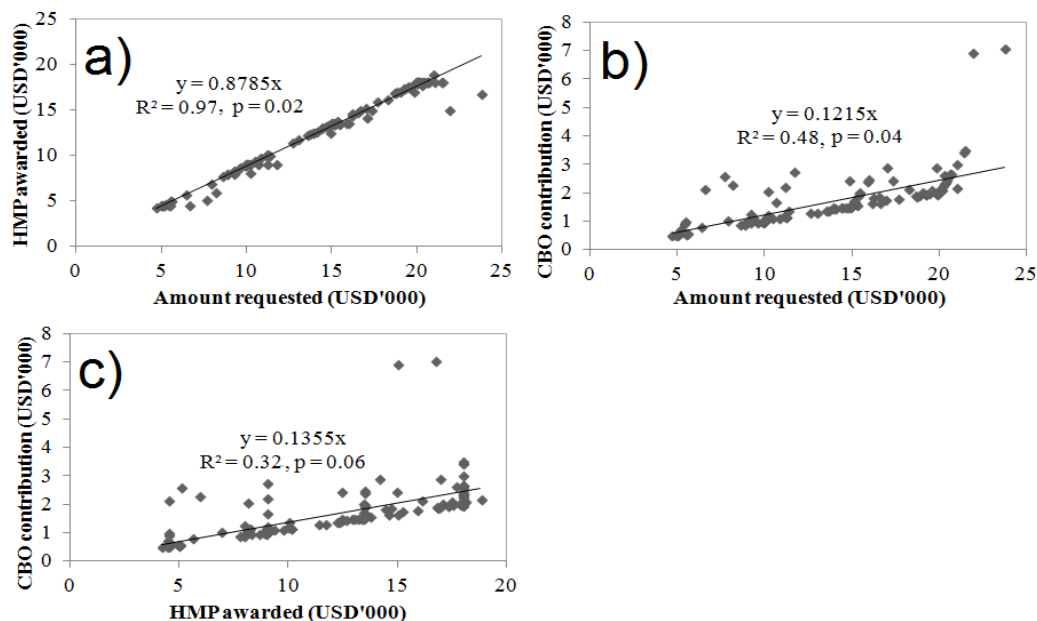 a)
y = 0.8785x
R² = 0.97, p = 0.02
HMP awarded (USD'000)
25
20
15
10
5
0
0 5 10 15 20 25
Amount requested (USD'000)
b)
y = 0.1215x
R² = 0.48, p = 0.04
CBO contribution (USD'000)
8
7
6
5
4
3
2
1
0
0 5 10 15 20 25
Amount requested (USD'000)
c)
y = 0.1355x
R² = 0.32, p = 0.06
CBO contribution (USD'000)
8
7
6
5
4
3
2
1
0
0 5 10 15 20
HMP awarded (USD'000)